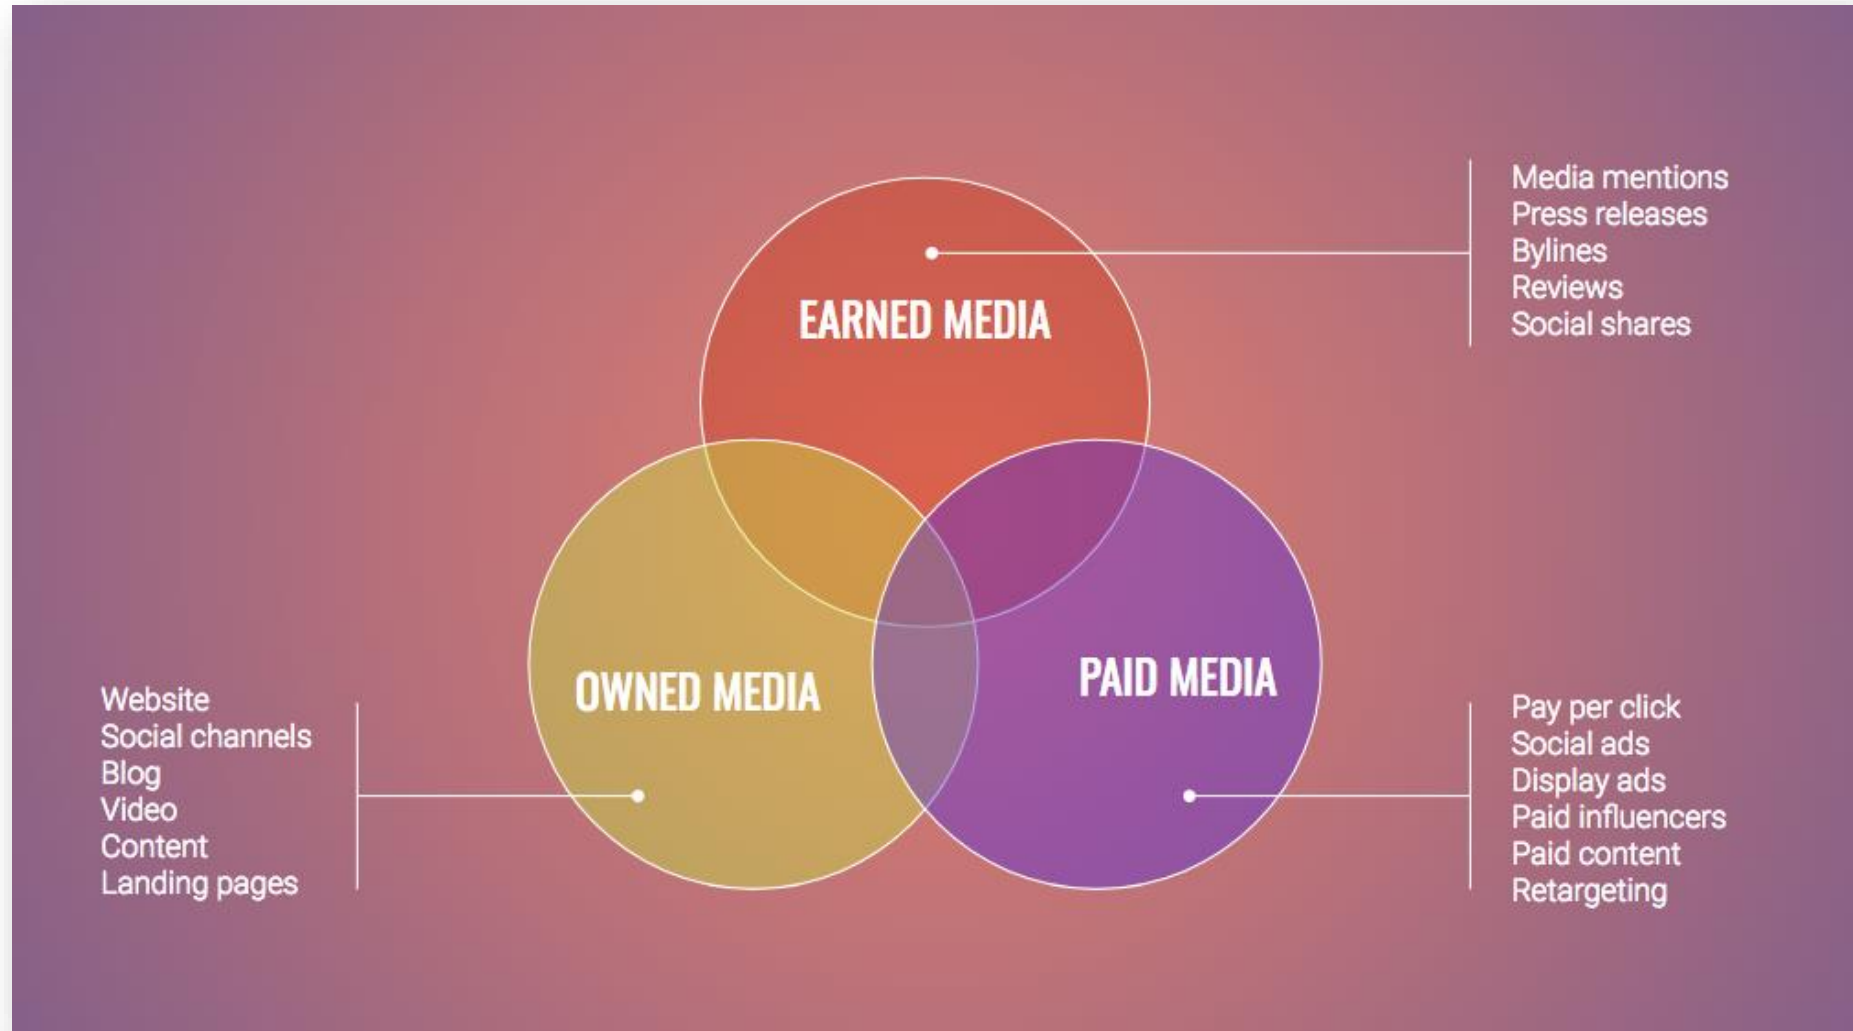 EARNED MEDIA
Media mentions
Press releases
Bylines
Reviews
Social shares
OWNED MEDIA
Website
Social channels
Blog
Video
Content
Landing pages
PAID MEDIA
Pay per click
Social ads
Display ads
Paid influencers
Paid content
Retargeting